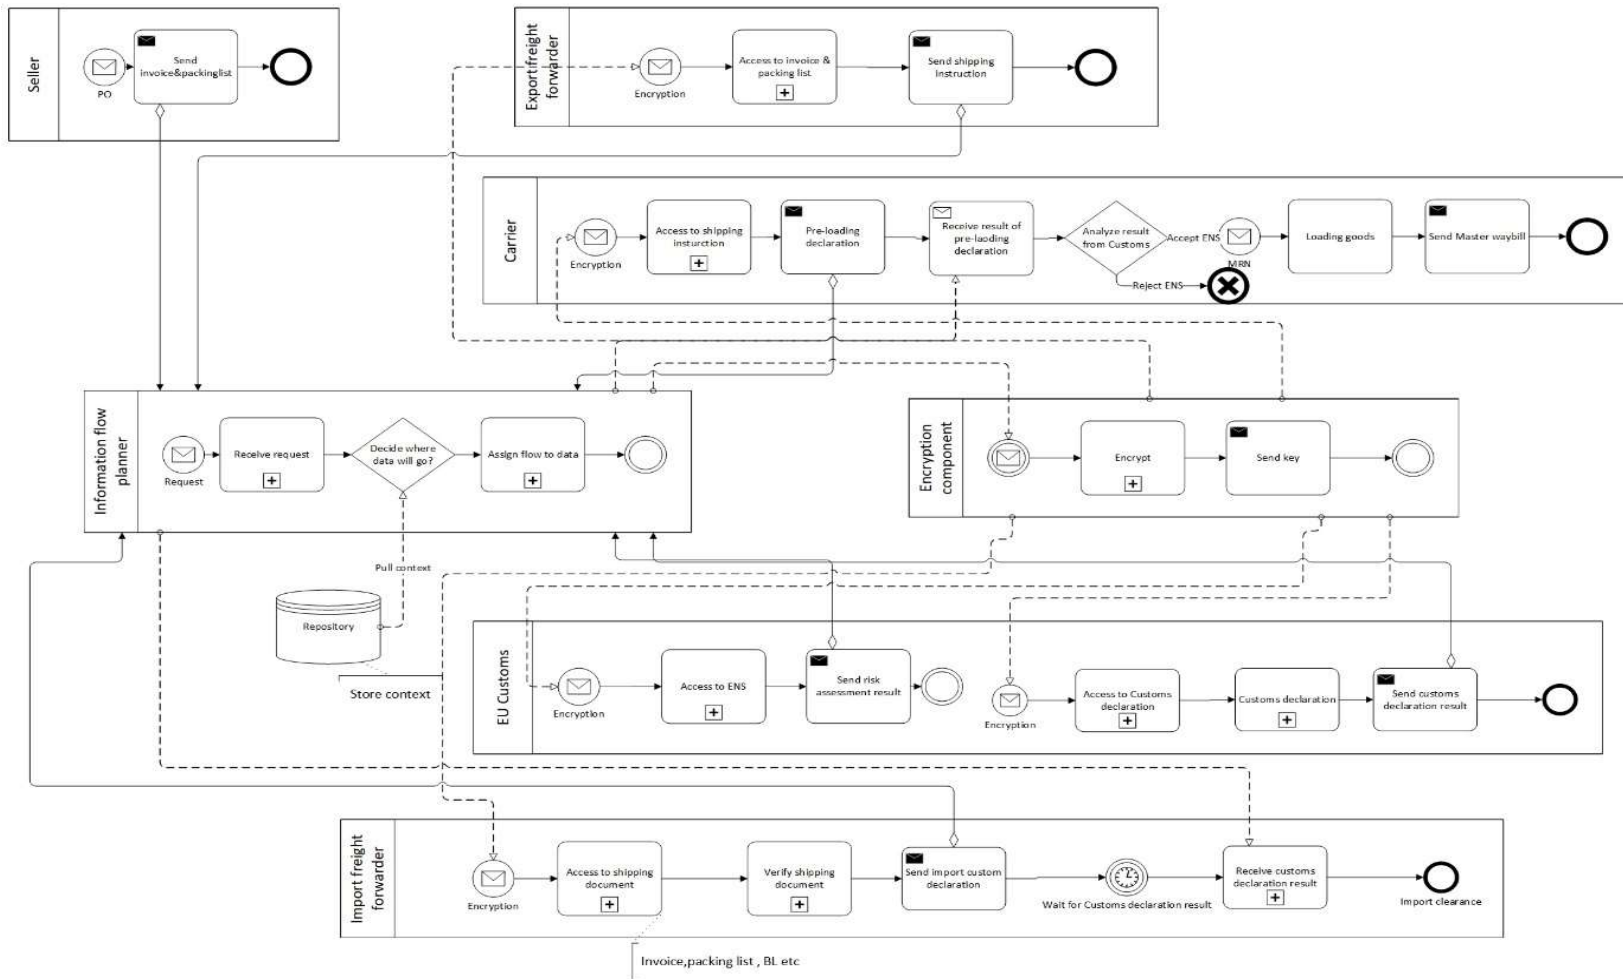 Seller
PO
Send
invoice&packinglist
Export freight
forwarder
Encryption
Access to invoice &
packing list
Send shipping
instruction
Carrier
Encryption
Access to shipping
insturction
Pre-loading
declaration
Receive result of
pre-laoding
declaration
Analyze result
from Customs
Accept ENS
MRN
Reject ENS
Loading goods
Send Master waybill
Information flow
planner
Request
Receive request
Decide where
data will go?
Assign flow to data
Encryption
component
Encrypt
Send key
Pull context
Repository
Store context
EU Customs
Encryption
Access to ENS
Send risk
assessment result
Encryption
Access to Customs
declaration
Customs declaration
Send customs
declaration result
Import freight
forwarder
Encryption
Access to shipping
document
Verify shipping
document
Send import custom
declaration
Wait for Customs declaration result
Receive customs
declaration result
Import clearance
Invoice,packing list , BL etc